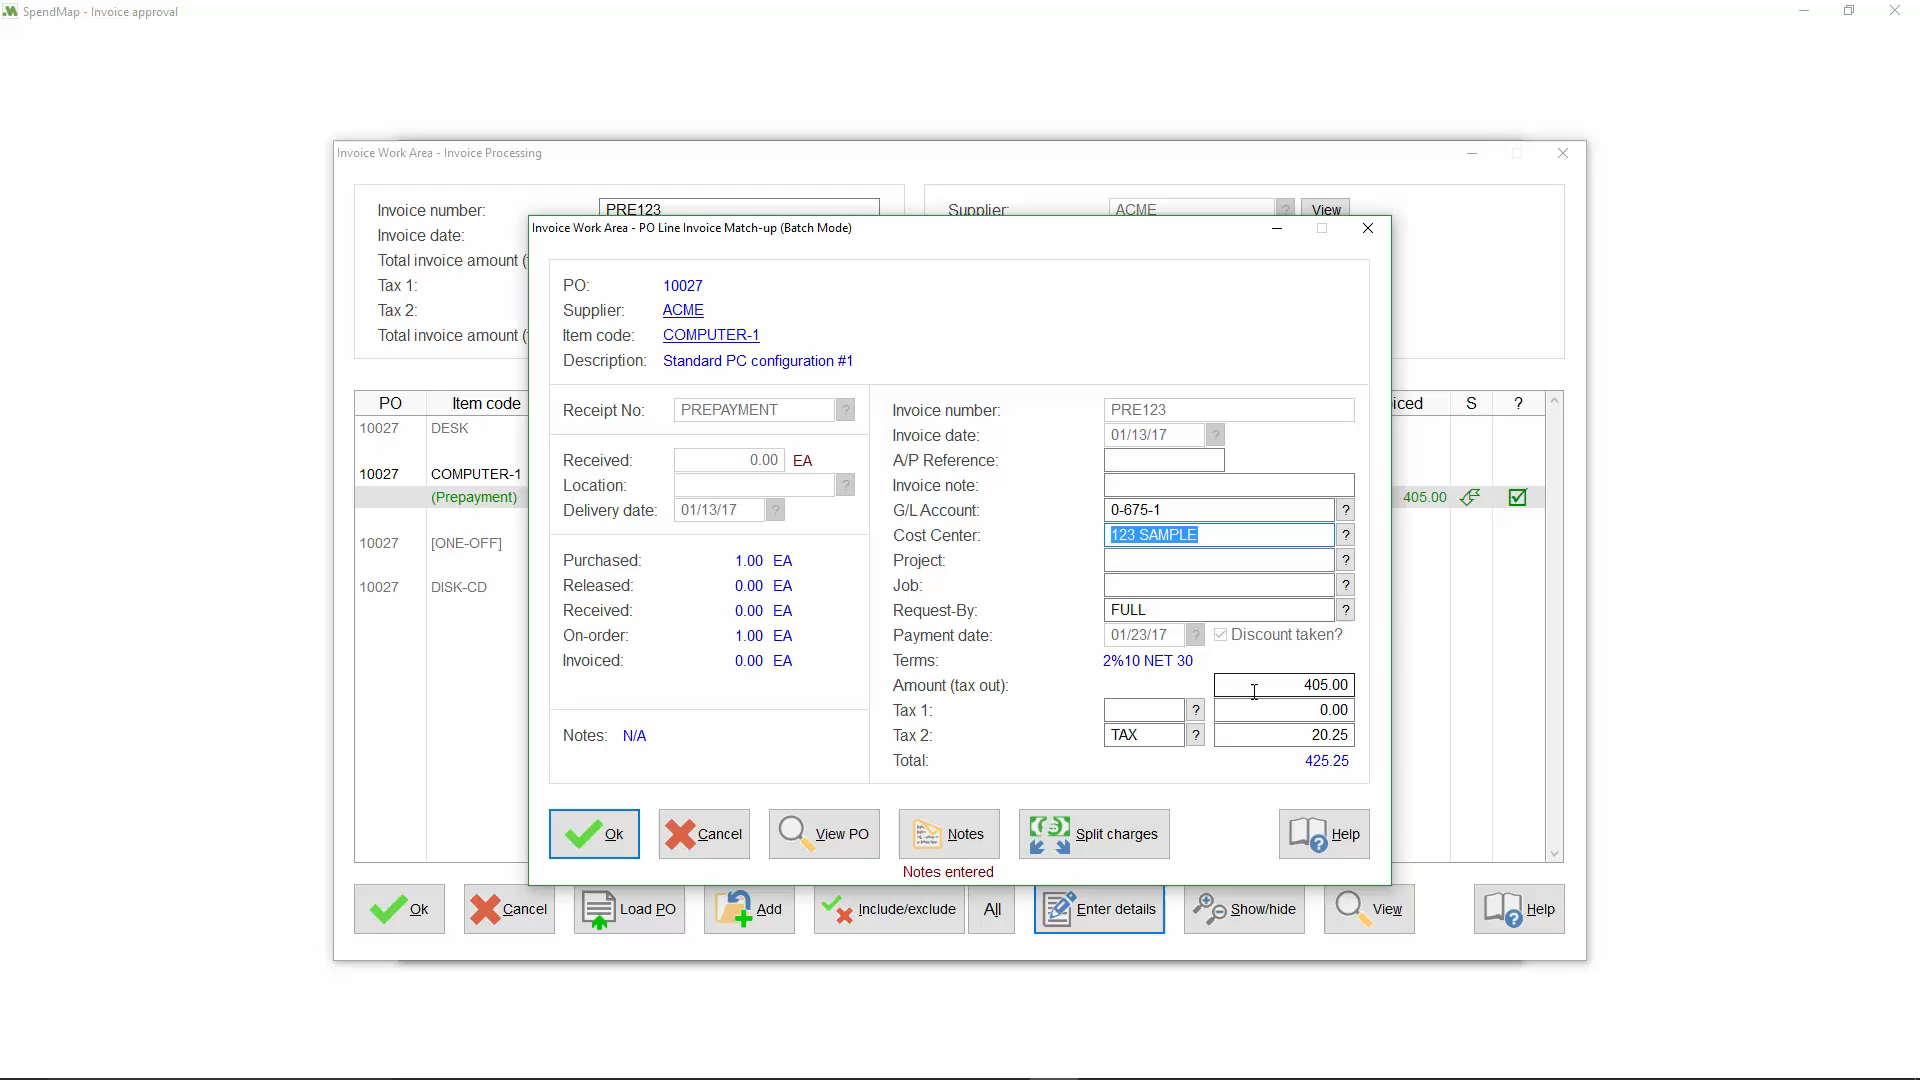 SpendMap - Invoice approval
Invoice Work Area - Invoice Processing
Invoice number: PRE123
Supplier: ACME ? View
Invoice date:
Total invoice amount (
Tax 1:
Tax 2:
Total invoice amount (
PO Item code iced S ?
10027 DESK
10027 COMPUTER-1
(Prepayment) 405.00
10027 [ONE-OFF]
10027 DISK-CD
Invoice Work Area - PO Line Invoice Match-up (Batch Mode)
PO: 10027
Supplier: ACME
Item code: COMPUTER-1
Description: Standard PC configuration #1
Receipt No: PREPAYMENT ?
Received: 0.00 EA
Location: ?
Delivery date: 01/13/17 ?
Purchased: 1.00 EA
Released: 0.00 EA
Received: 0.00 EA
On-order: 1.00 EA
Invoiced: 0.00 EA
Notes: N/A
Invoice number: PRE123
Invoice date: 01/13/17 ?
A/P Reference:
Invoice note:
G/L Account: 0-675-1 ?
Cost Center: 123 SAMPLE ?
Project: ?
Job: ?
Request-By: FULL ?
Payment date: 01/23/17 ? Discount taken?
Terms: 2%10 NET 30
Amount (tax out): 405.00
Tax 1: ? 0.00
Tax 2: TAX ? 20.25
Total: 425.25
Ok Cancel View PO Notes Split charges Help
Notes entered
Ok Cancel Load PO Add Include/exclude All Enter details Show/hide View Help